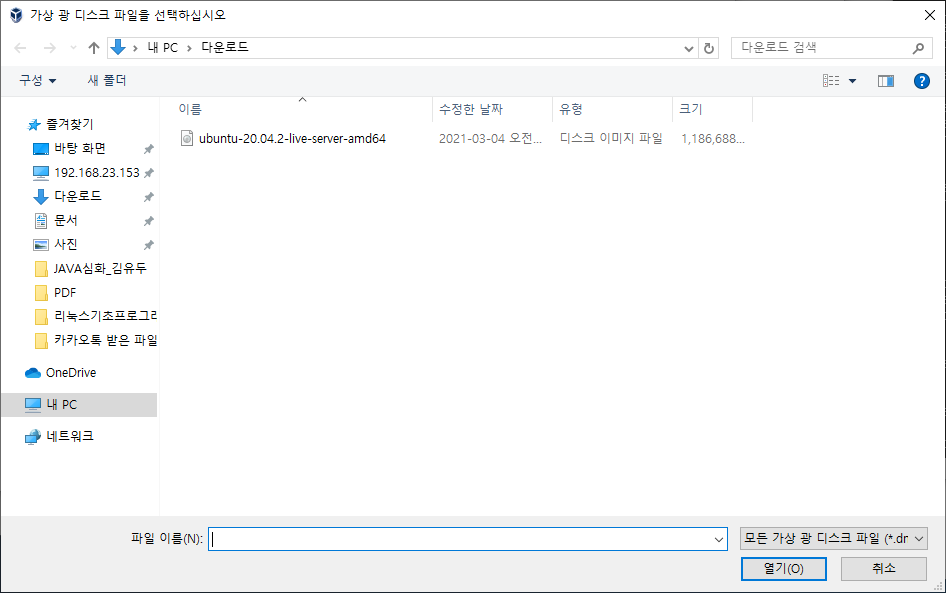 가상 광 디스크 파일을 선택하십시오
내 PC > 다운로드
다운로드 검색
구성
새 폴더
이름 수정한 날짜 유형 크기
ubuntu-20.04.2-live-server-amd64 2021-03-04 오전... 디스크 이미지 파일 1,186,688...
즐겨찾기
바탕 화면
192.168.23.153
다운로드
문서
사진
JAVA심화_김유두
PDF
리눅스기초프로그래
카카오톡 받은 파일
OneDrive
내 PC
네트워크
파일 이름(N):
모든 가상 광 디스크 파일 (*.dr
열기(O)
취소